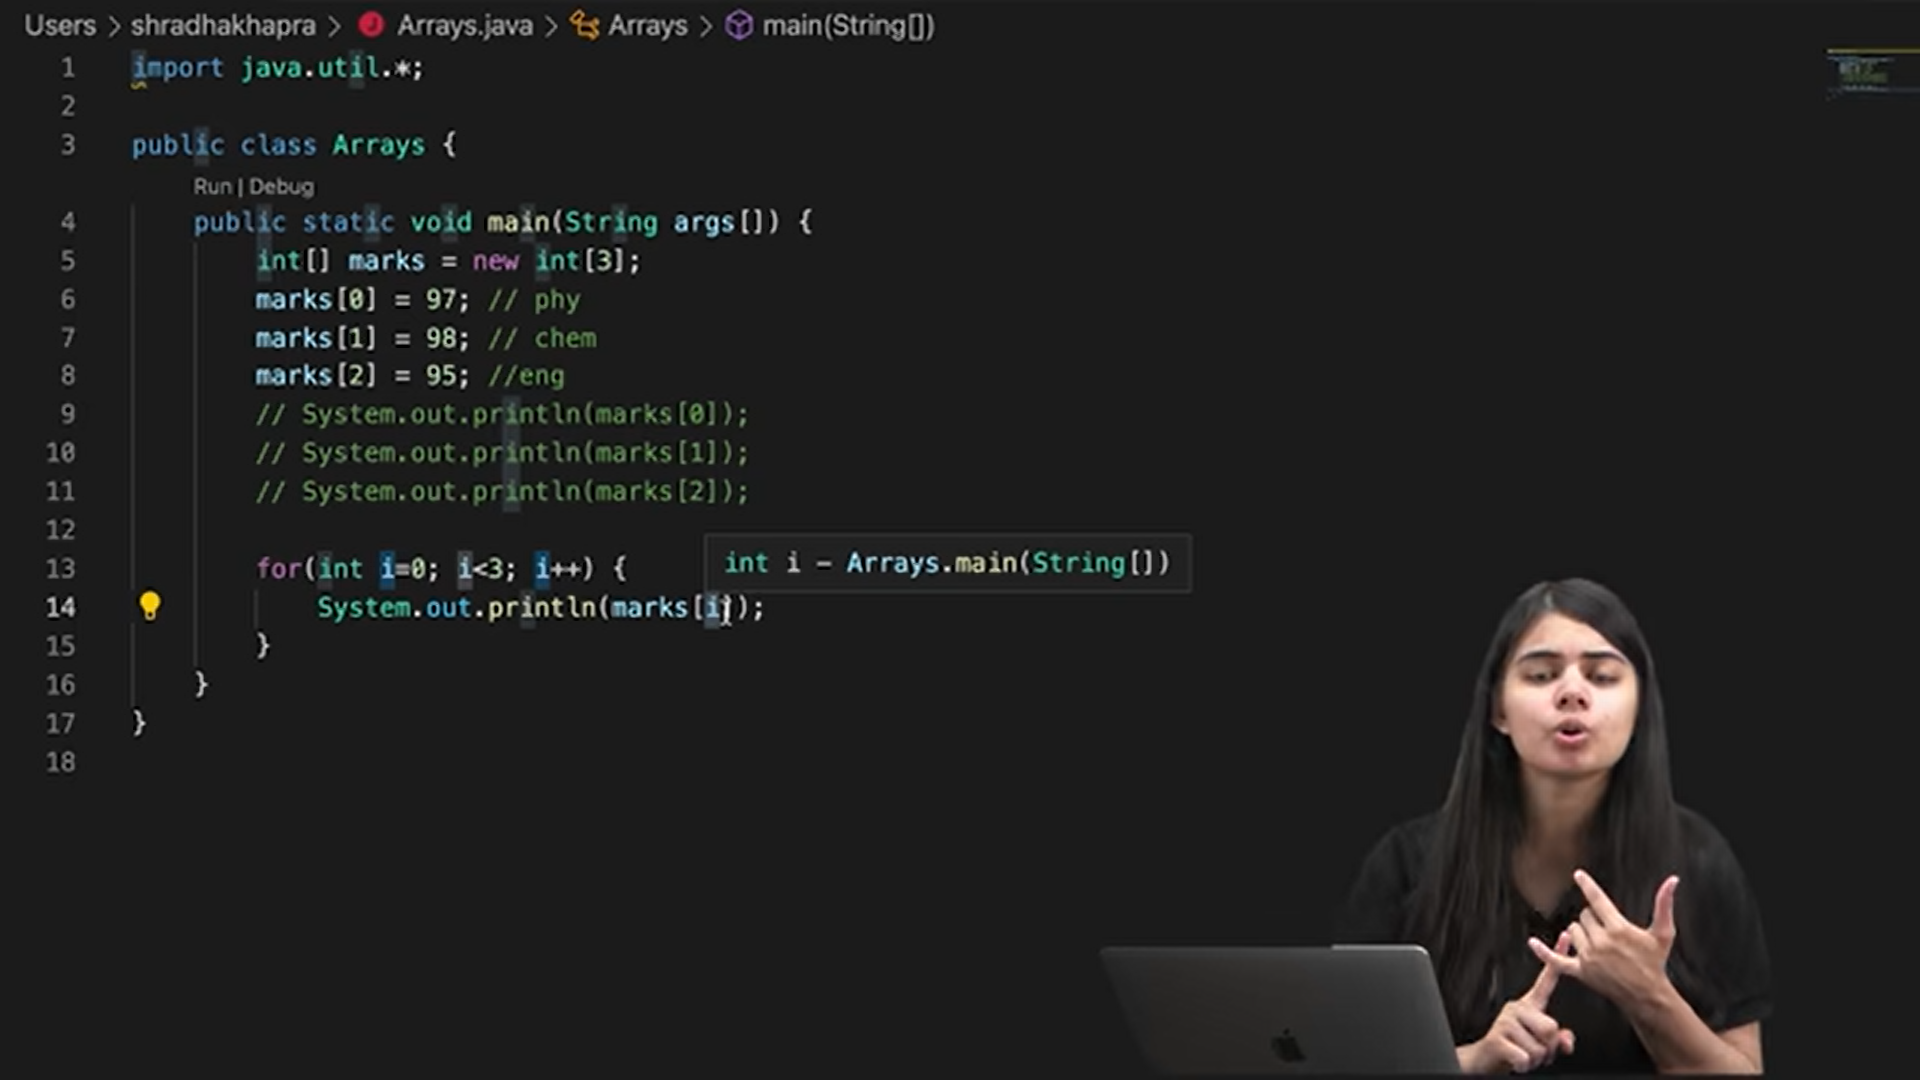 Users > shradhakhapra > Arrays.java > Arrays > main(String[])
1 import java.util.*;
2
3 public class Arrays {
Run | Debug
4 public static void main(String args[]) {
5 int[] marks = new int[3];
6 marks[0] = 97; // phy
7 marks[1] = 98; // chem
8 marks[2] = 95; //eng
9 // System.out.println(marks[0]);
10 // System.out.println(marks[1]);
11 // System.out.println(marks[2]);
12
int i - Arrays.main(String[])
13 for(int i=0; i<3; i++) {
14 System.out.println(marks[i]);
15 }
16 }
17 }
18